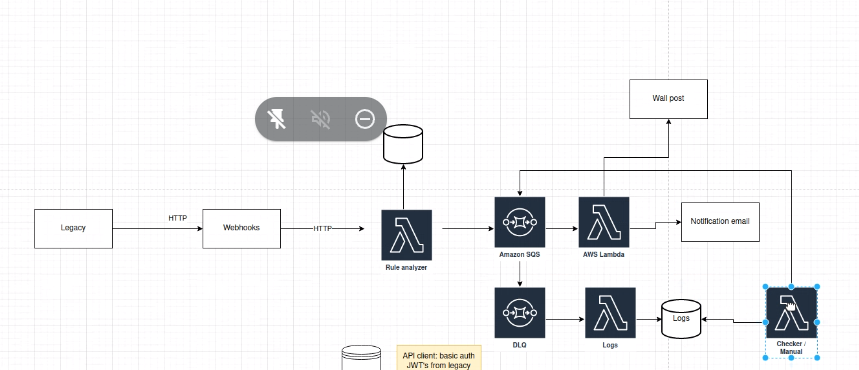 Wall post
Legacy
HTTP
Webhooks
HTTP
Rule analyzer
Amazon SQS
AWS Lambda
Notification email
DLQ
Logs
Logs
Checker /
Manual
API client: basic auth
JWT's from legacy